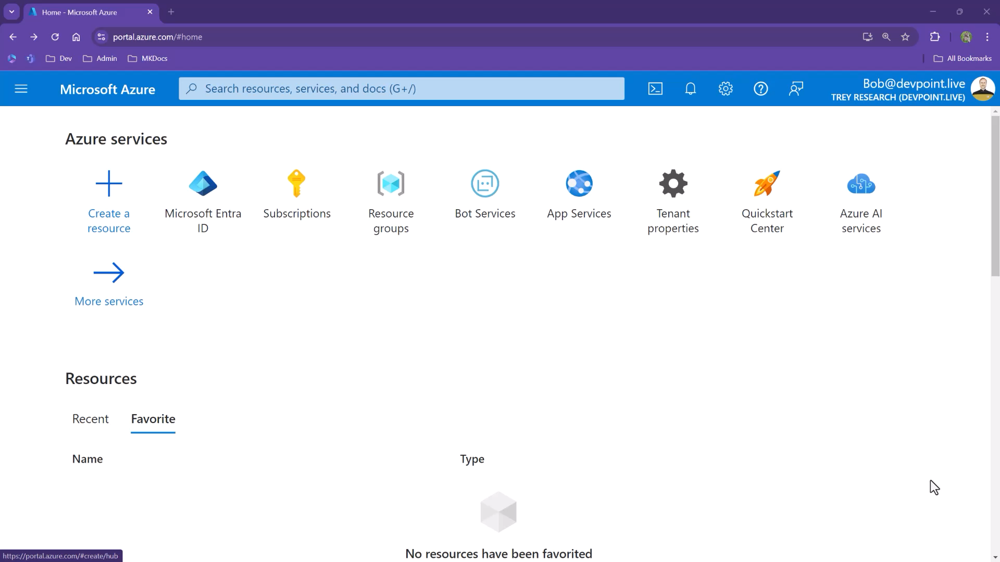 Home - Microsoft Azure
portal.azure.com/#home
Dev
Admin
MKDocs
All Bookmarks
Microsoft Azure
Search resources, services, and docs (G+/)
Bob@devpoint.live
TREY RESEARCH (DEVPOINT.LIVE)
Azure services
Create a
resource
Microsoft Entra
ID
Subscriptions
Resource
groups
Bot Services
App Services
Tenant
properties
Quickstart
Center
Azure AI
services
More services
Resources
Recent
Favorite
Name
Type
No resources have been favorited
https://portal.azure.com/#create/hub